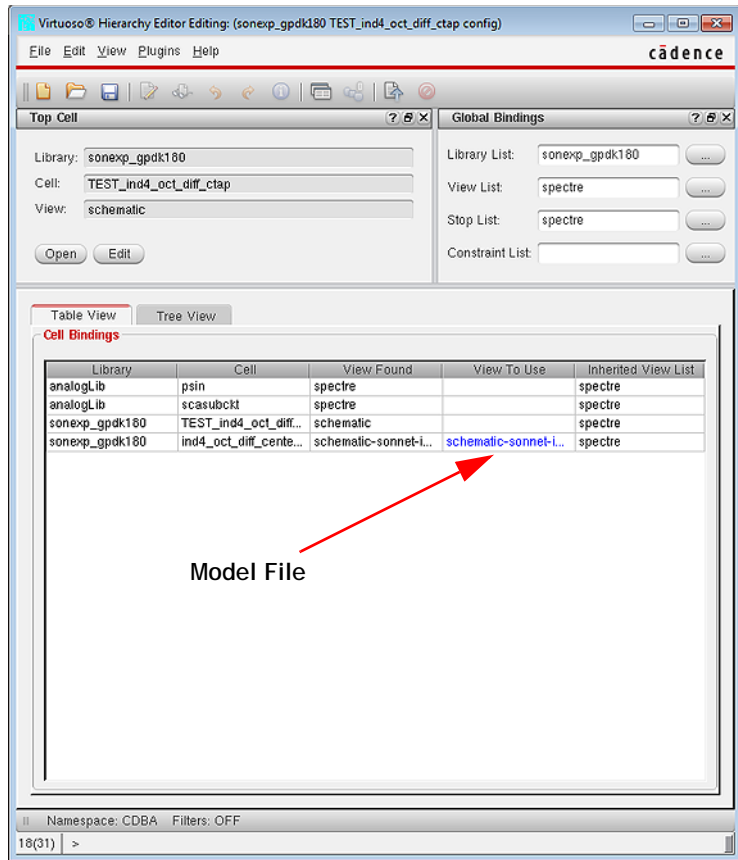 Virtuoso® Hierarchy Editor Editing: (sonexp_gpdk180 TEST_ind4_oct_diff_ctap config)
File Edit View Plugins Help
cādence
Top Cell
Library: sonexp_gpdk180
Cell: TEST_ind4_oct_diff_ctap
View: schematic
Open Edit
Global Bindings
Library List: sonexp_gpdk180 ...
View List: spectre ...
Stop List: spectre ...
Constraint List: ...
Table View Tree View
Cell Bindings
Library Cell View Found View To Use Inherited View List
analogLib psin spectre spectre
analogLib scasubckt spectre spectre
sonexp_gpdk180 TEST_ind4_oct_diff... schematic spectre
sonexp_gpdk180 ind4_oct_diff_cente... schematic-sonnet-i... schematic-sonnet-i... spectre
Model File
Namespace: CDBA Filters: OFF
18(31) >